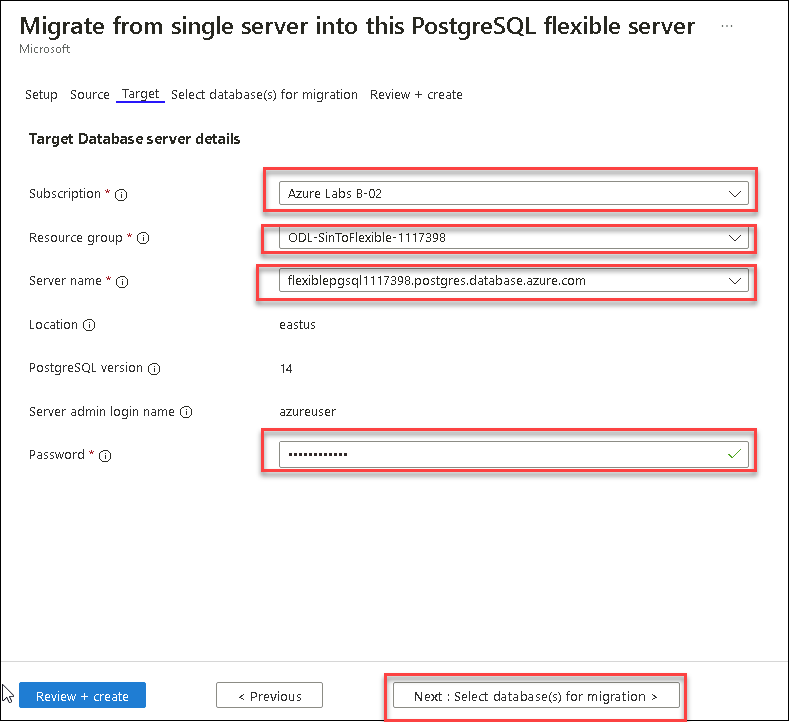 Migrate from single server into this PostgreSQL flexible server ...
Microsoft
Setup Source Target Select database(s) for migration Review + create
Target Database server details
Subscription * Azure Labs B-02
Resource group * ODL-SinToFlexible-1117398
Server name * flexiblepgsql1117398.postgres.database.azure.com
Location eastus
PostgreSQL version 14
Server admin login name azureuser
Password * ••••••••••••
Review + create < Previous Next : Select database(s) for migration >